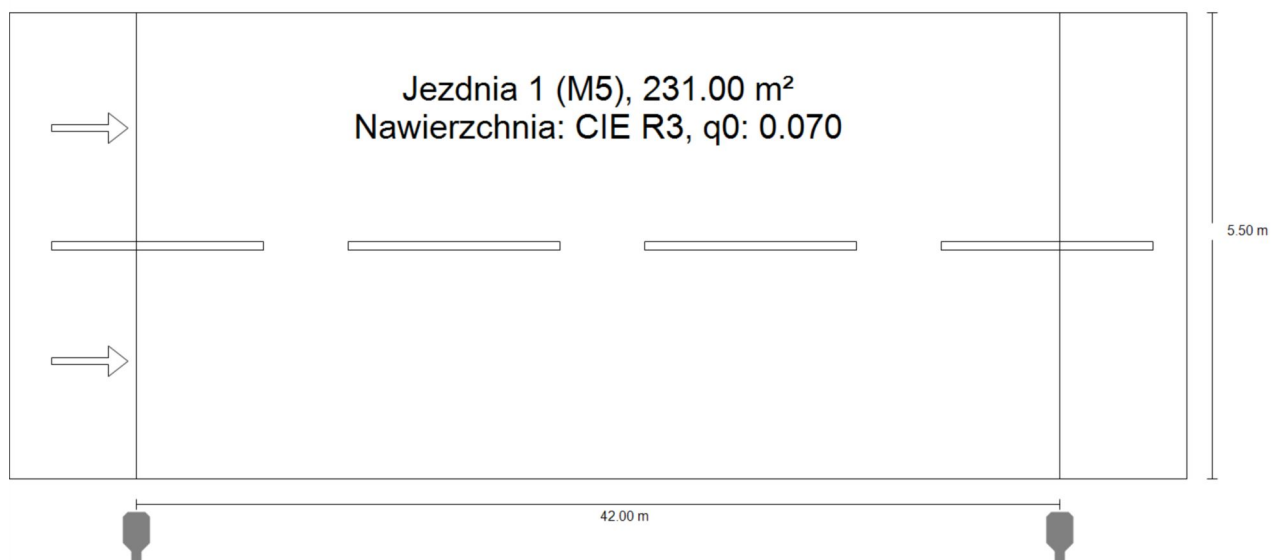 Jezdnia 1 (M5), 231.00 m²
Nawierzchnia: CIE R3, q0: 0.070
5.50 m
42.00 m